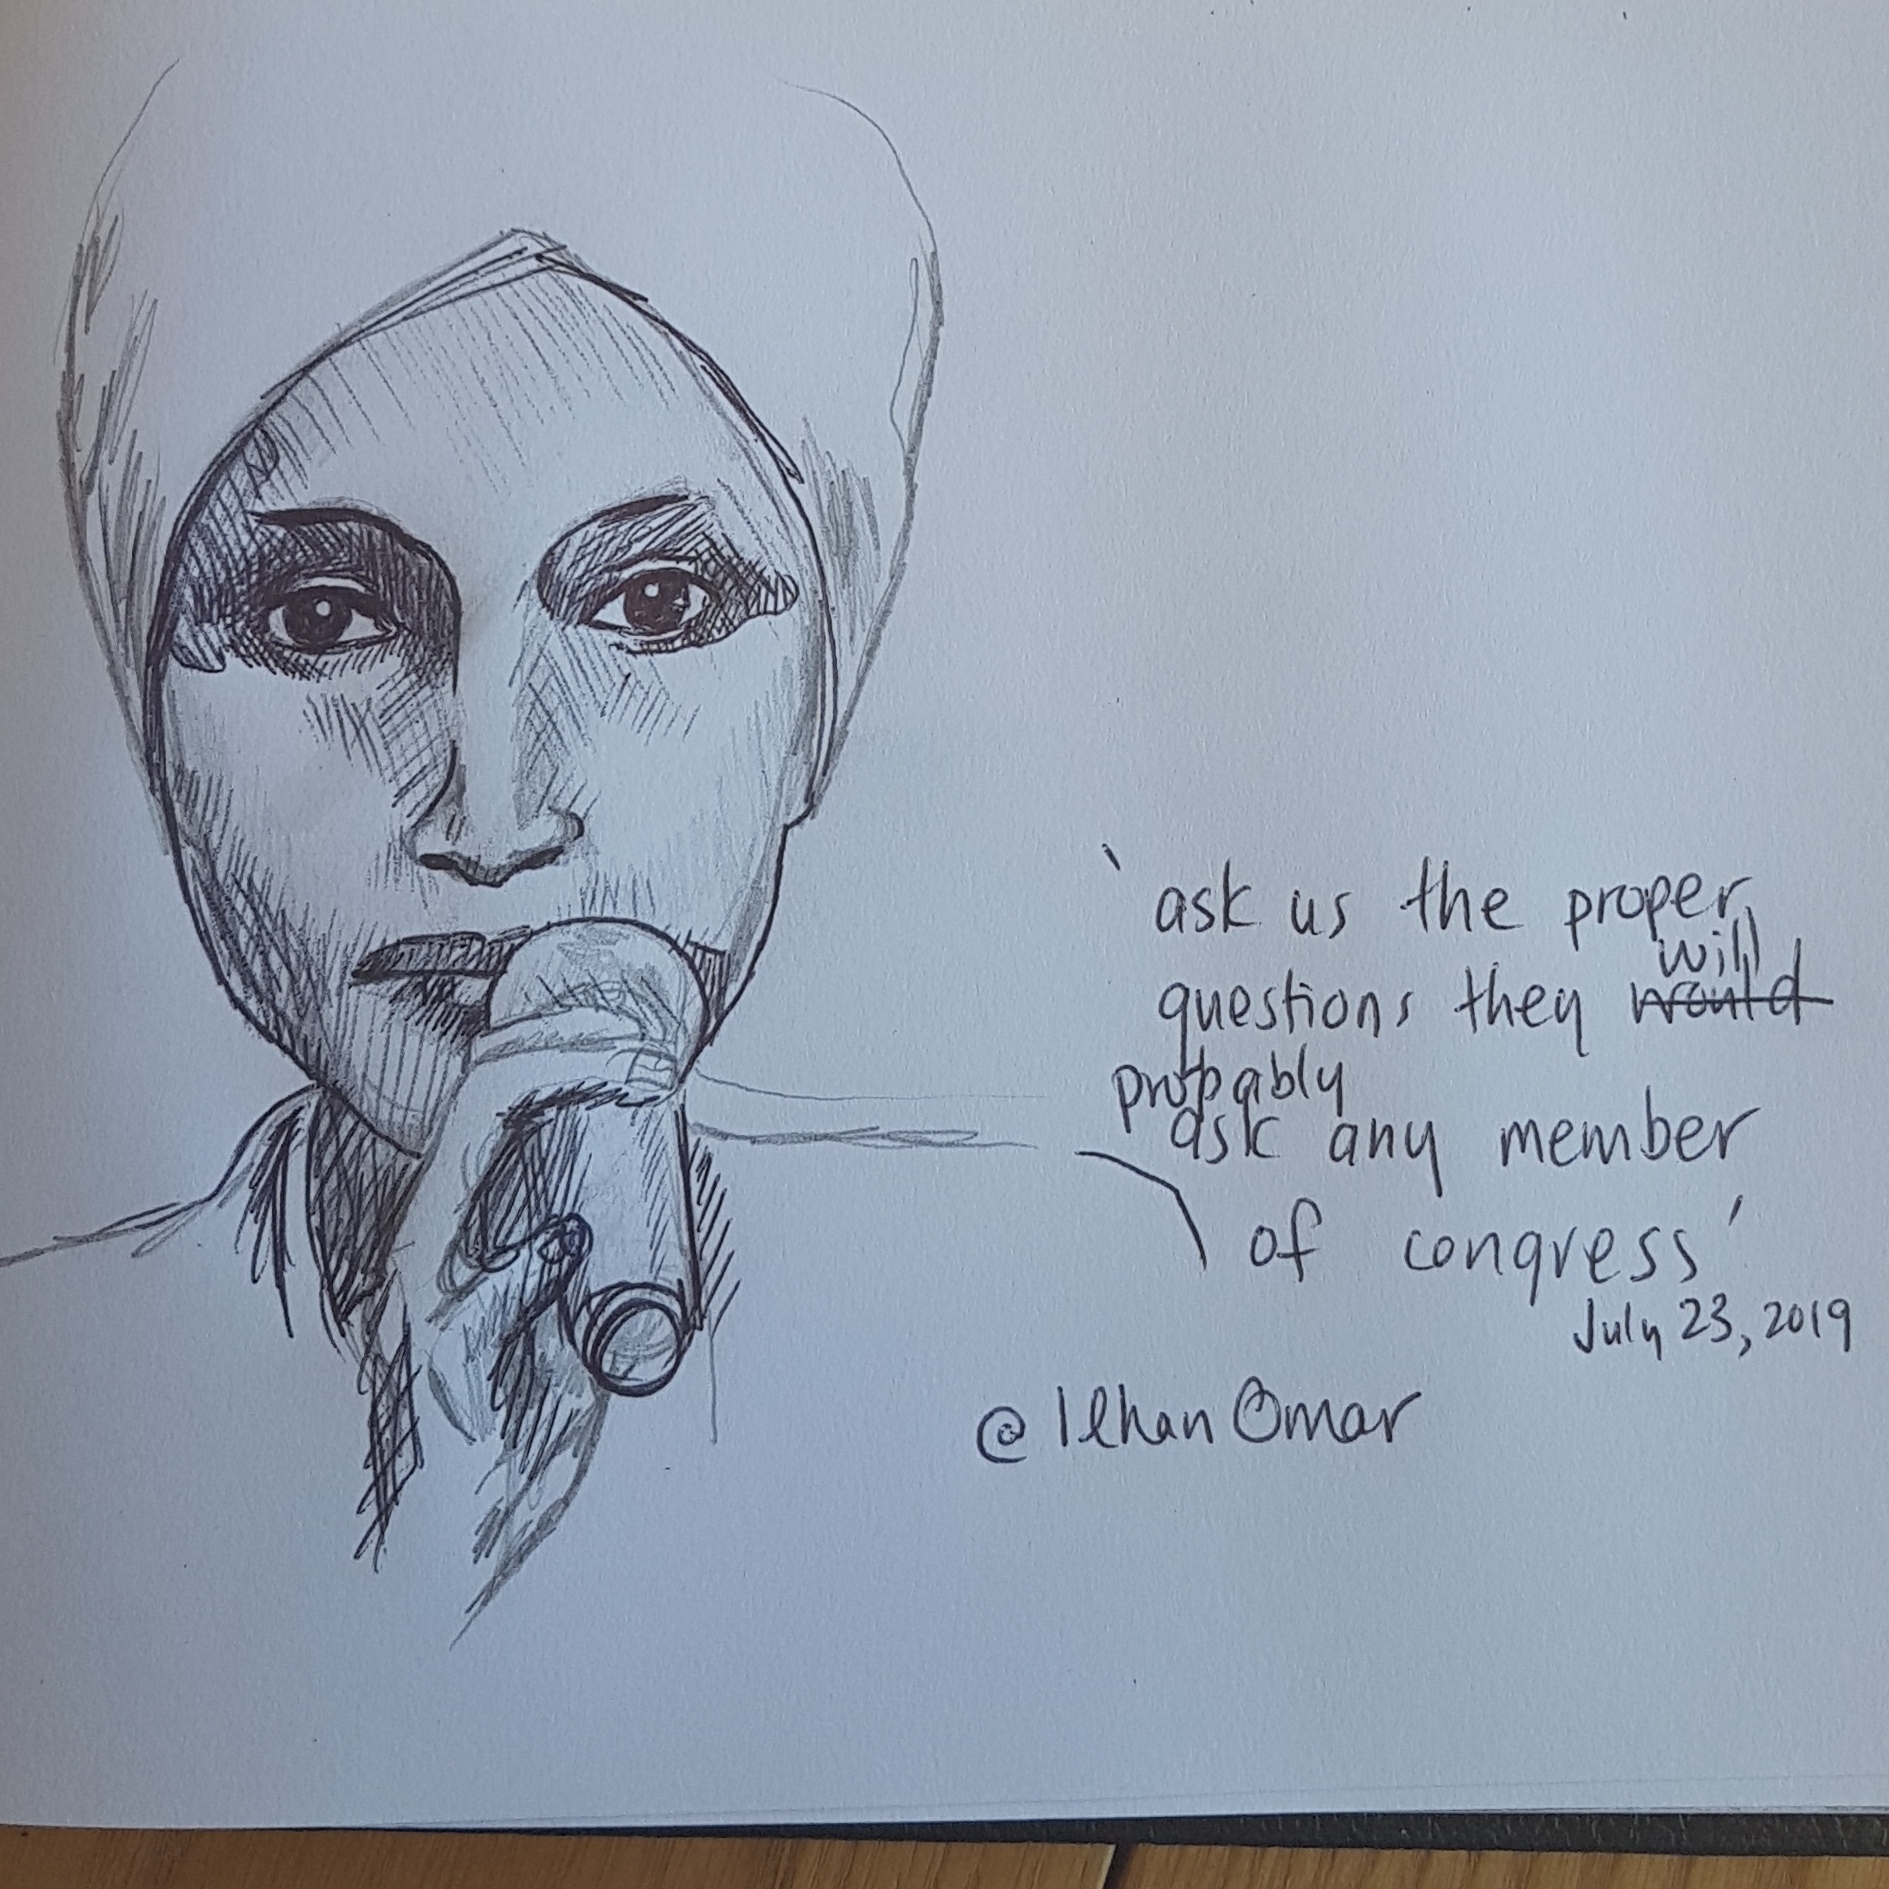 'ask us the proper
questions they will would
probably
ask any member
of congress'
July 23, 2019
@IlhanOmar